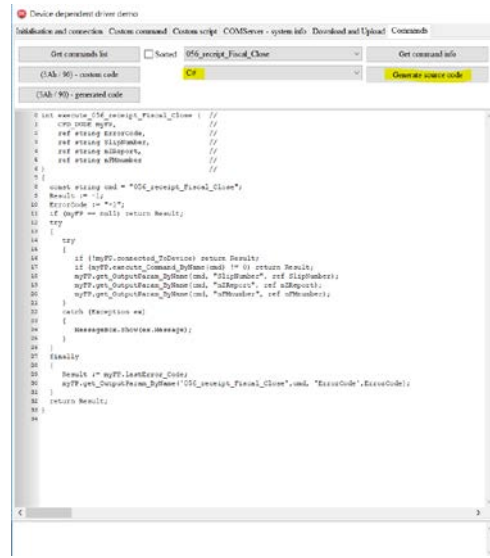 Device dependent driver demo
Initialisation and connection Custom command Custom script COMServer - system info Download and Upload Commands
Get commands list Sorted 056_receipt_Fiscal_Close Get command info
(5Ah / 90) - custom code C# Generate source code
(5Ah / 90) - generated code
0 int execute_056_receipt_Fiscal_Close ( //
1 CFD_DUDE myFP, //
2 ref string ErrorCode, //
3 ref string SlipNumber, //
4 ref string nZReport, //
5 ref string nFMnumber //
6 ) //
7 {
8 const string cmd = "056_receipt_Fiscal_Close";
9 Result := -1;
10 ErrorCode := "-1";
11 if (myFP == null) return Result;
12 try
13 {
14 try
15 {
16 if (!myFP.connected_ToDevice) return Result;
17 if (myFP.execute_Command_ByName(cmd) != 0) return Result;
18 myFP.get_OutputParam_ByName(cmd, "SlipNumber", ref SlipNumber);
19 myFP.get_OutputParam_ByName(cmd, "nZReport", ref nZReport);
20 myFP.get_OutputParam_ByName(cmd, "nFMnumber", ref nFMnumber);
21 }
22 catch (Exception ex)
23 {
24 MessageBox.Show(ex.Message);
25 }
26 }
27 finally
28 {
29 Result := myFP.lastError_Code;
30 myFP.get_OutputParam_ByName('056_receipt_Fiscal_Close',cmd, "ErrorCode',ErrorCode);
31 }
32 return Result;
33 }
34